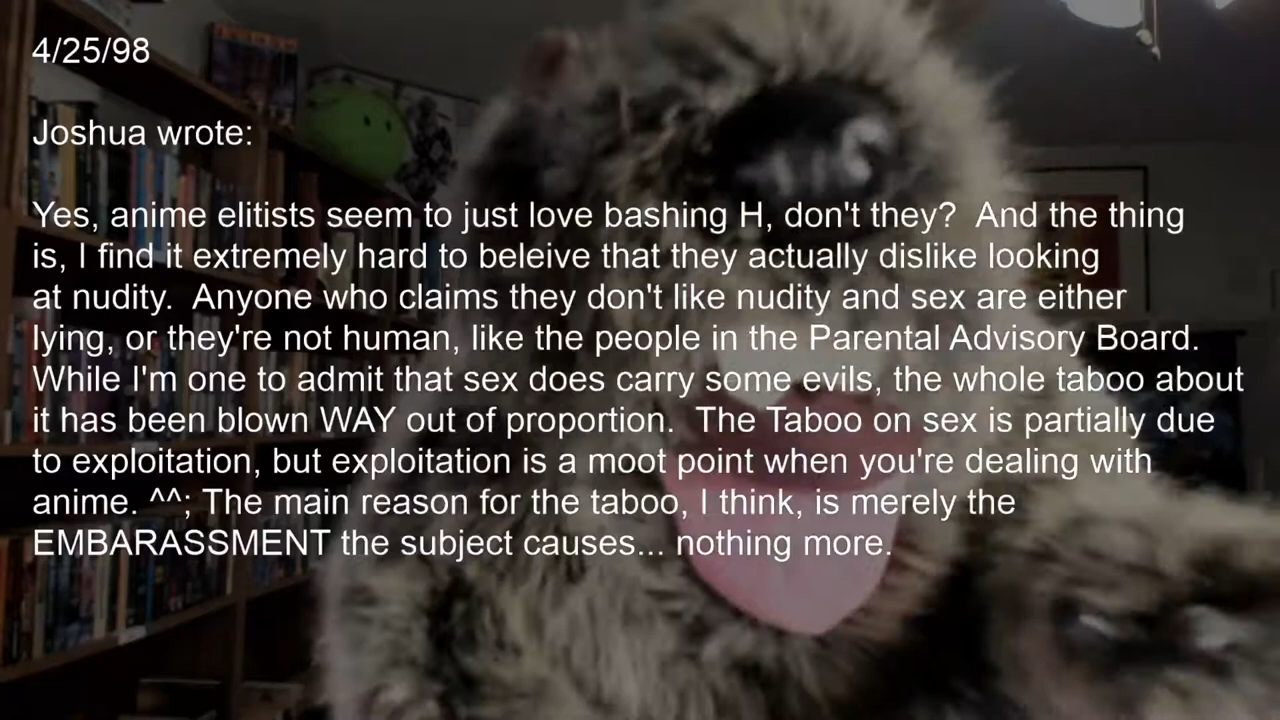 4/25/98
Joshua wrote:
Yes, anime elitists seem to just love bashing H, don't they?  And the thing
is, I find it extremely hard to beleive that they actually dislike looking
at nudity.  Anyone who claims they don't like nudity and sex are either
lying, or they're not human, like the people in the Parental Advisory Board.
While I'm one to admit that sex does carry some evils, the whole taboo about
it has been blown WAY out of proportion.  The Taboo on sex is partially due
to exploitation, but exploitation is a moot point when you're dealing with
anime. ^^; The main reason for the taboo, I think, is merely the
EMBARASSMENT the subject causes... nothing more.